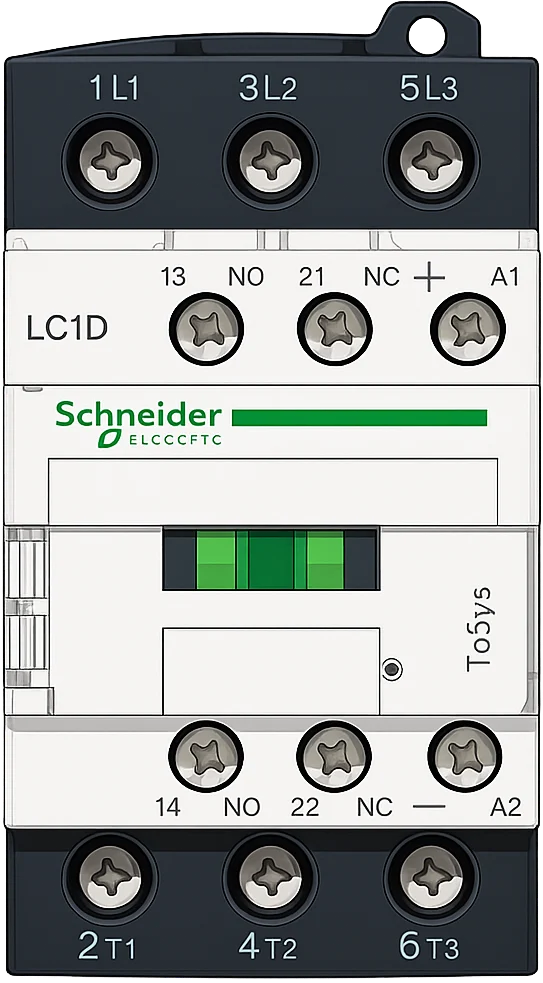 1L1 3L2 5L3
13 NO 21 NC + A1
LC1D
Schneider
ELCCCFTC
To5ys
14 NO 22 NC — A2
2T1 4T2 6T3